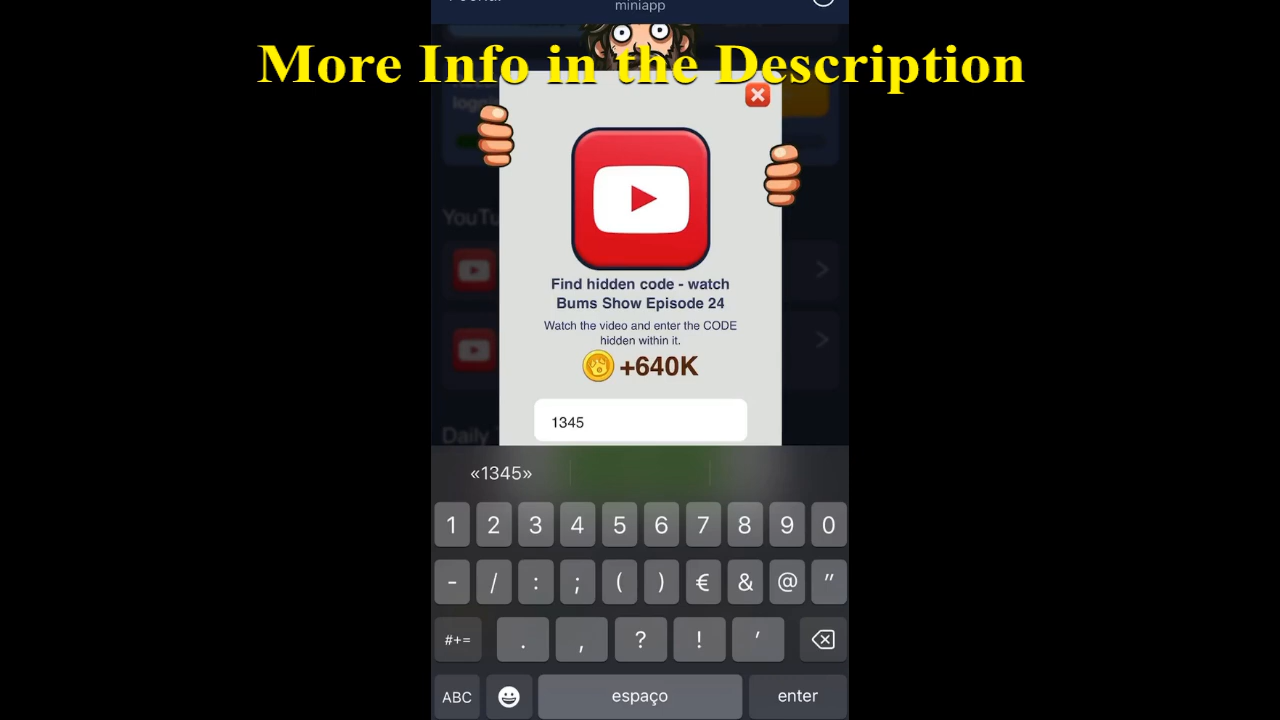 miniapp
More Info in the Description
YouTu
Find hidden code - watch
Bums Show Episode 24
Watch the video and enter the CODE
hidden within it.
+640K
1345
Daily
«1345»
1 2 3 4 5 6 7 8 9 0
- / : ; ( ) € & @ "
#+= . , ? ! '
ABC espaço enter